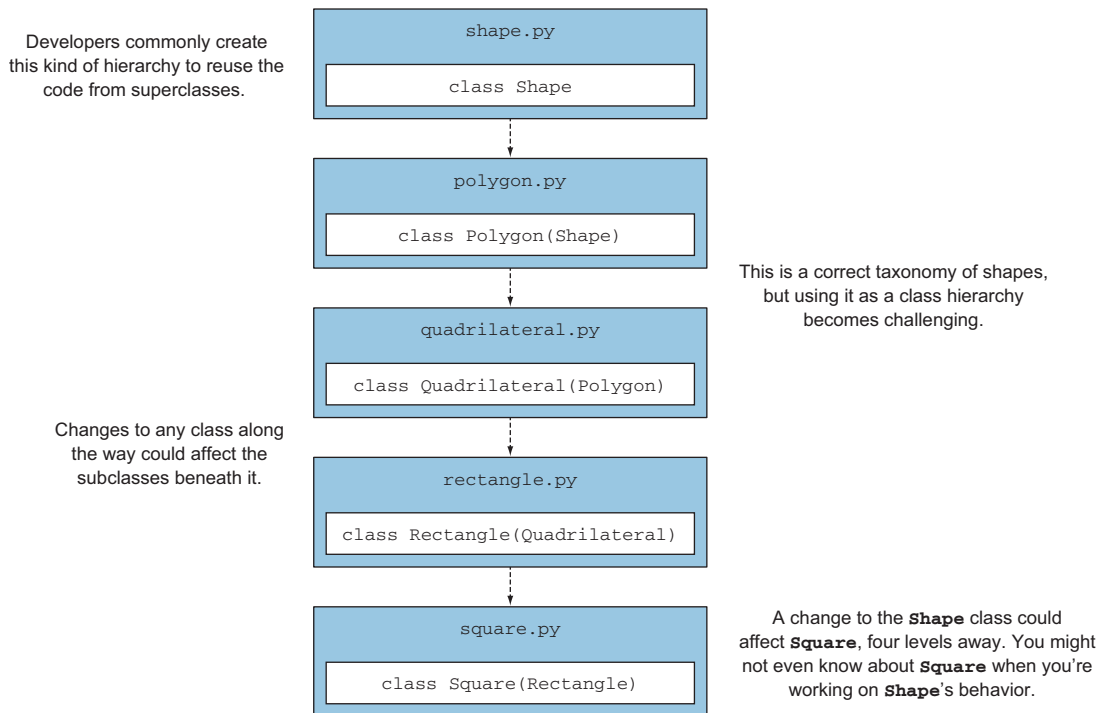 Developers commonly create
this kind of hierarchy to reuse the
code from superclasses.
shape.py
class Shape
polygon.py
class Polygon(Shape)
This is a correct taxonomy of shapes,
but using it as a class hierarchy
becomes challenging.
quadrilateral.py
class Quadrilateral(Polygon)
Changes to any class along
the way could affect the
subclasses beneath it.
rectangle.py
class Rectangle(Quadrilateral)
square.py
class Square(Rectangle)
A change to the Shape class could
affect Square, four levels away. You might
not even know about Square when you’re
working on Shape’s behavior.